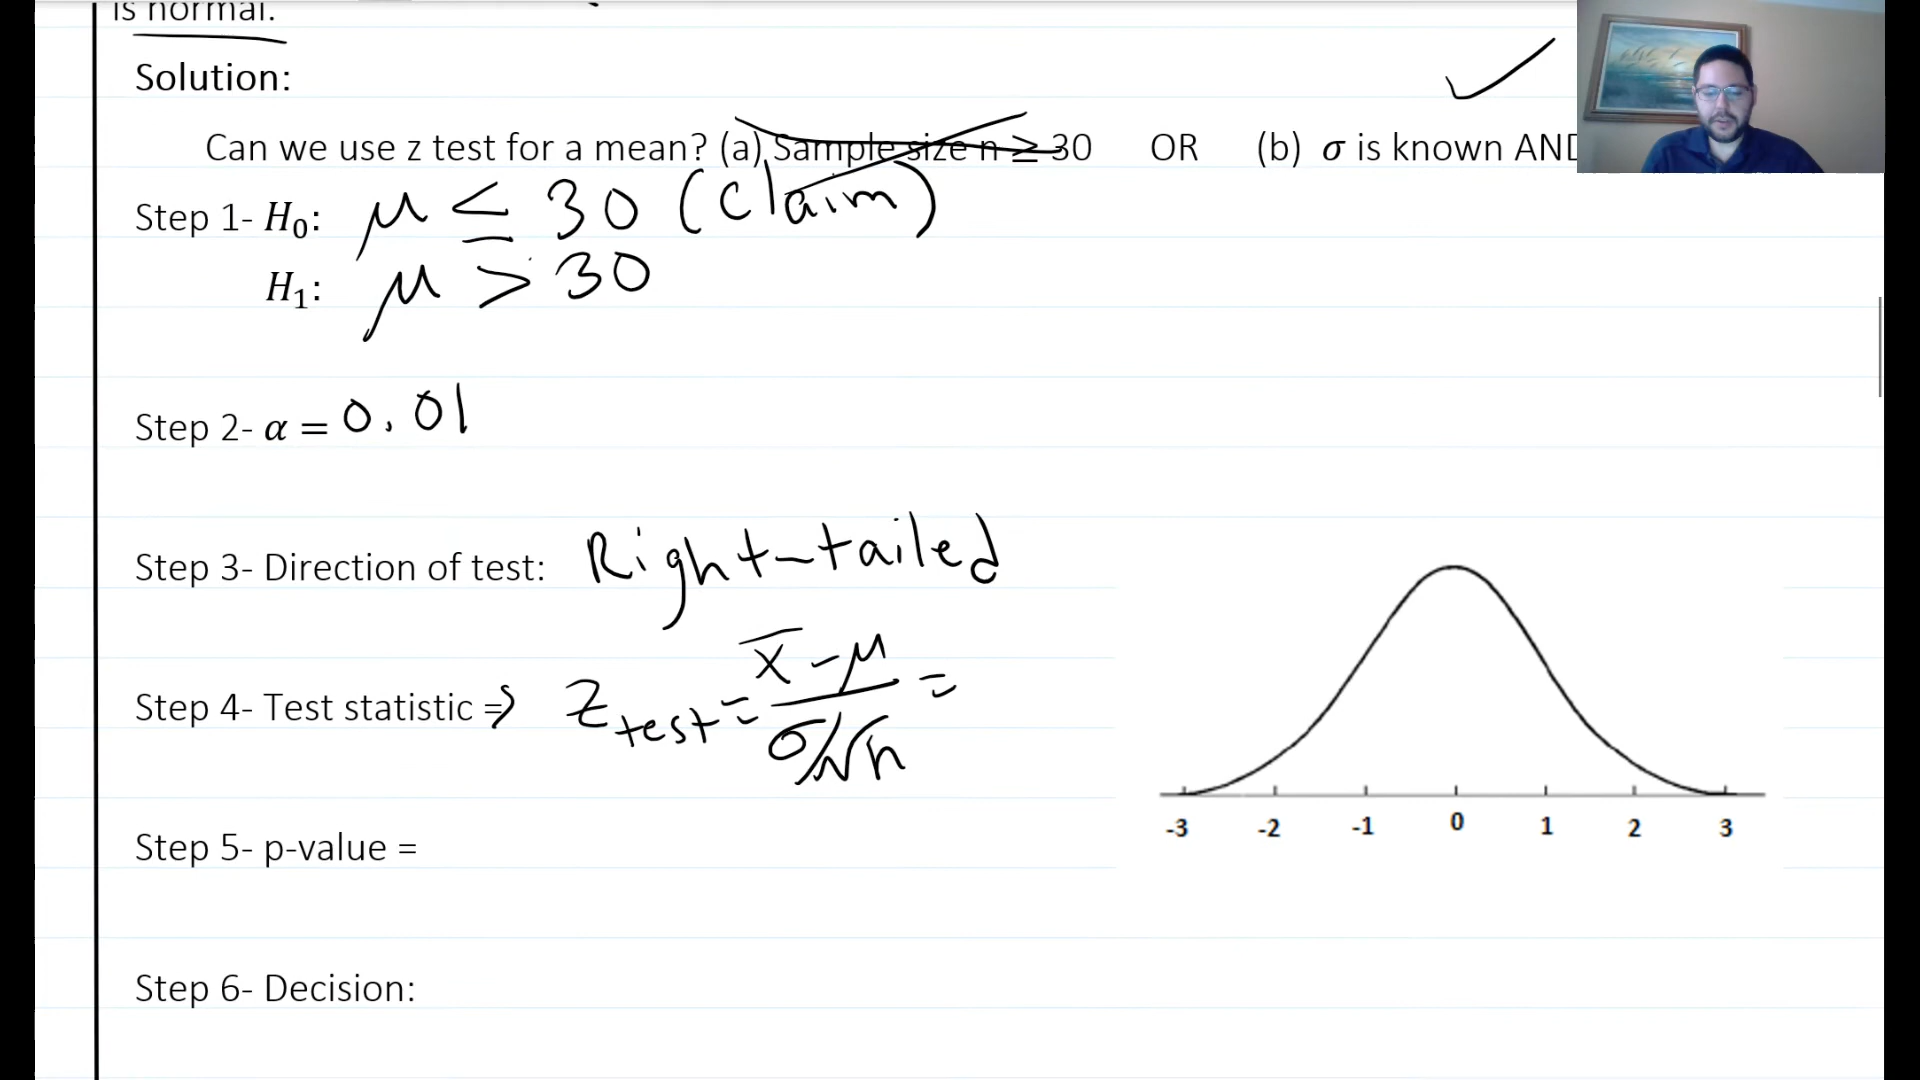 is normal.
Solution:
Can we use z test for a mean? (a) Sample size n ≥ 30 OR (b) σ is known AND
Step 1- H₀: μ ≤ 30 (claim)
H₁: μ > 30
Step 2- α = 0.01
Step 3- Direction of test: Right-tailed
Step 4- Test statistic ⇒ z_test = (x̄ - μ)/(σ/√n) =
Step 5- p-value =
-3 -2 -1 0 1 2 3
Step 6- Decision: